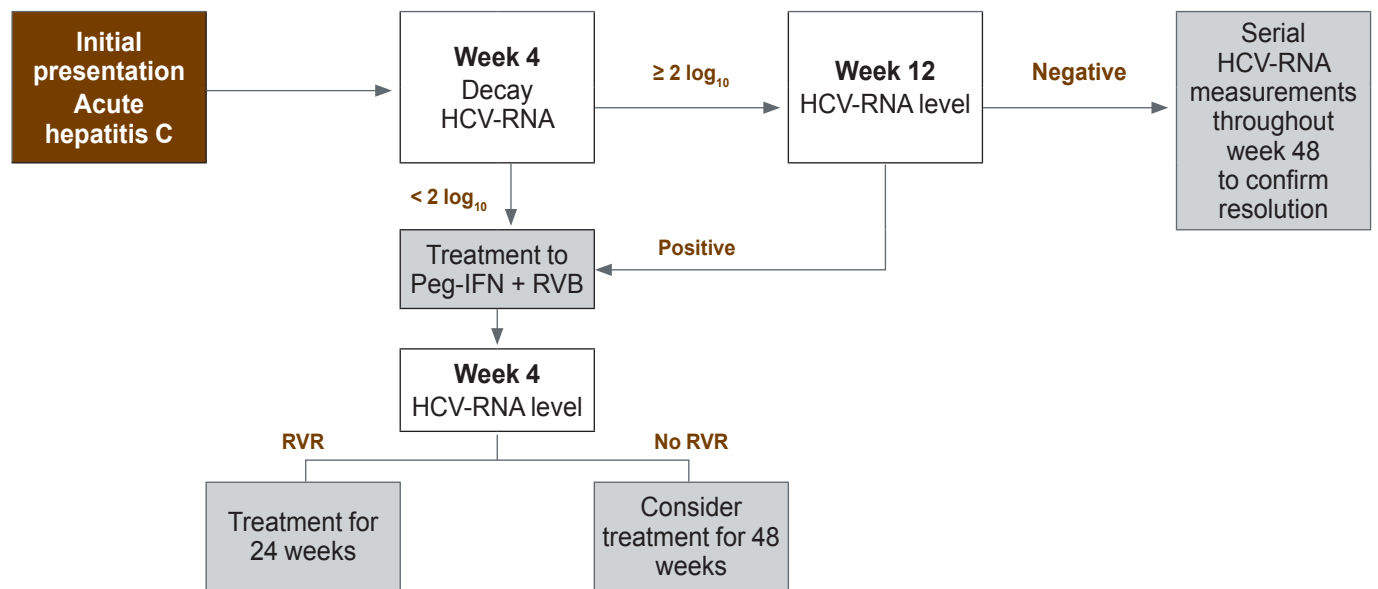 Initial
presentation
Acute
hepatitis C
Week 4
Decay
HCV-RNA
≥ 2 log₁₀
Week 12
HCV-RNA level
Negative
Serial
HCV-RNA
measurements
throughout
week 48
to confirm
resolution
< 2 log₁₀
Positive
Treatment to
Peg-IFN + RVB
Week 4
HCV-RNA level
RVR
No RVR
Treatment for
24 weeks
Consider
treatment for 48
weeks